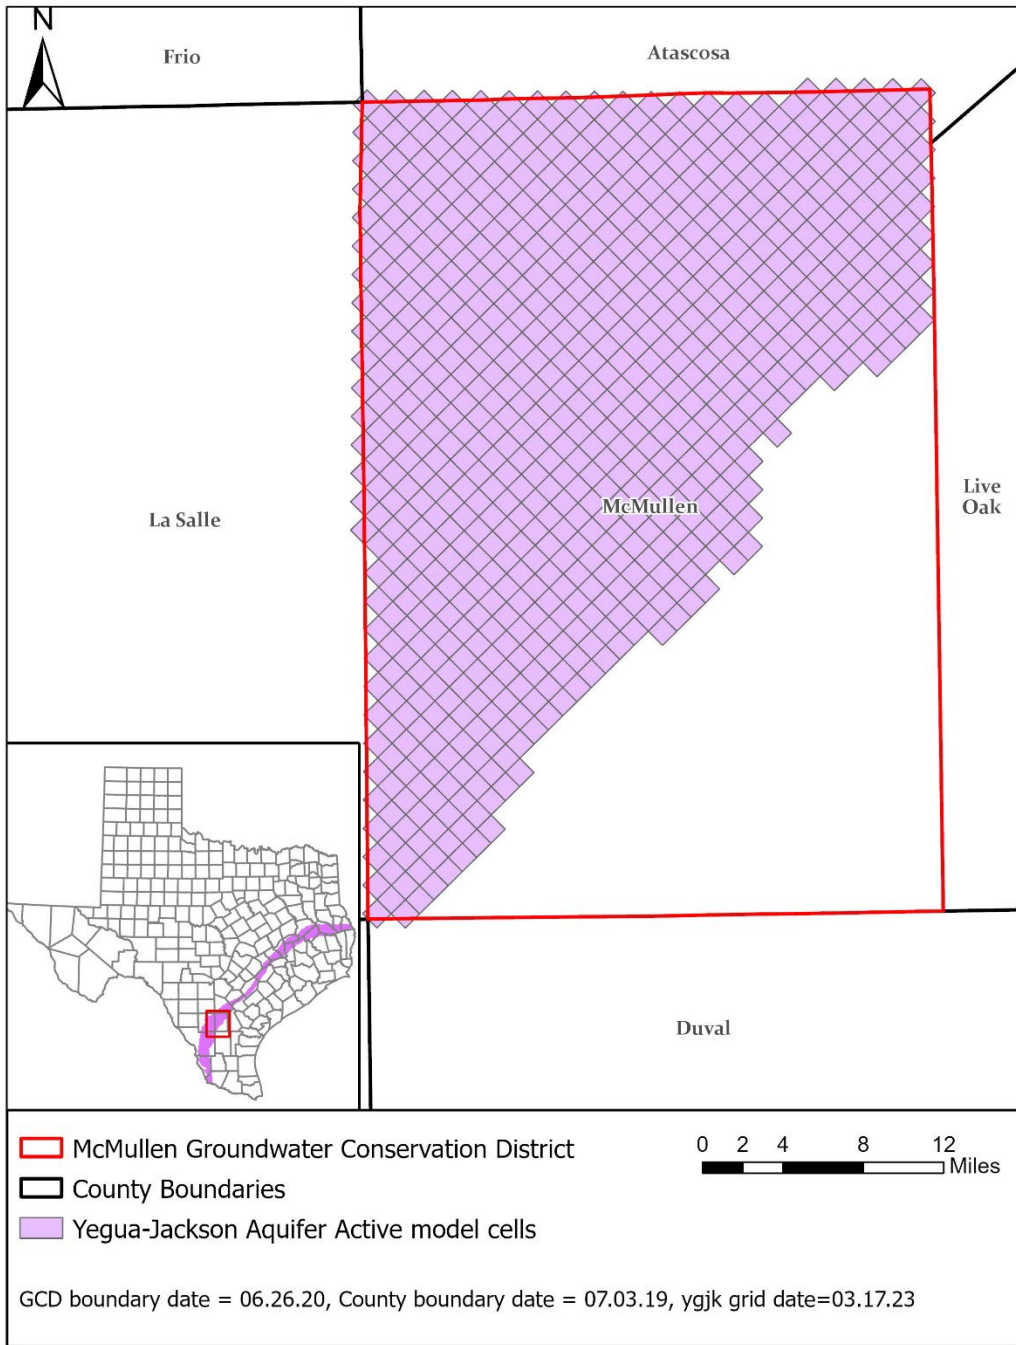 N
Frio
Atascosa
La Salle
McMullen
Live
Oak
Duval
McMullen Groundwater Conservation District
County Boundaries
Yegua-Jackson Aquifer Active model cells
0 2 4 8 12
Miles
GCD boundary date = 06.26.20, County boundary date = 07.03.19, ygjk grid date=03.17.23